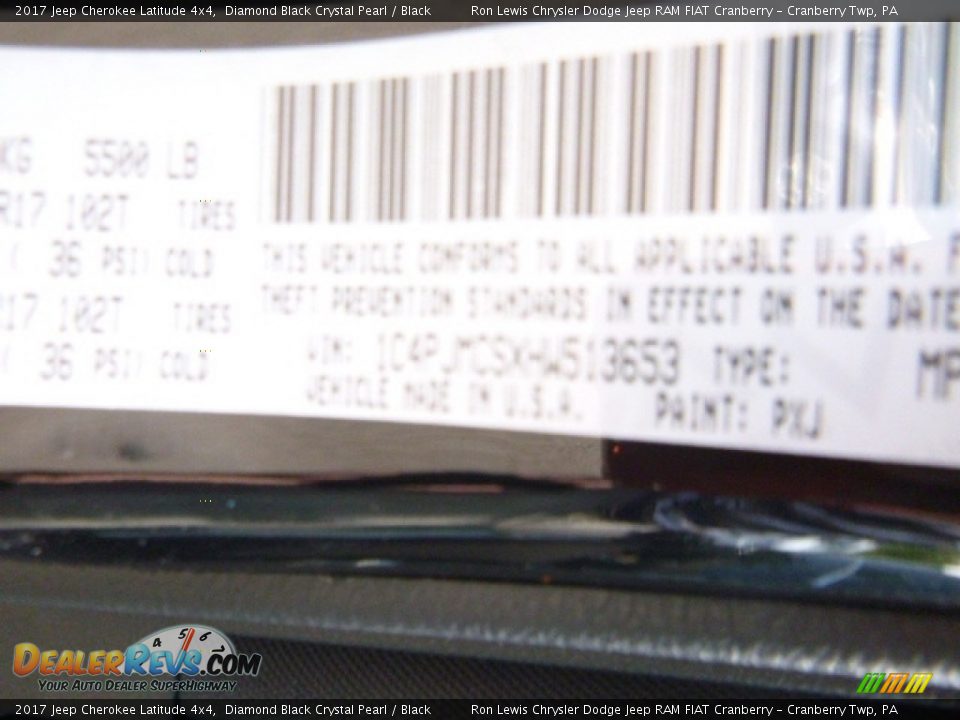 2017 Jeep Cherokee Latitude 4x4,  Diamond Black Crystal Pearl / Black Ron Lewis Chrysler Dodge Jeep RAM FIAT Cranberry - Cranberry Twp, PA
KG 5500 LB
R17 102T TIRES
( 36 PSI) COLD
R17 102T TIRES
( 36 PSI) COLD
THIS VEHICLE CONFORMS TO ALL APPLICABLE U.S.A. F
THEFT PREVENTION STANDARDS IN EFFECT ON THE DATE
VIN: 1C4PJMCSXHW513653 TYPE: MP
VEHICLE MADE IN U.S.A. PAINT: PXJ
4 5 6
DEALERREVS.COM
YOUR AUTO DEALER SUPERHIGHWAY
2017 Jeep Cherokee Latitude 4x4,  Diamond Black Crystal Pearl / Black Ron Lewis Chrysler Dodge Jeep RAM FIAT Cranberry - Cranberry Twp, PA